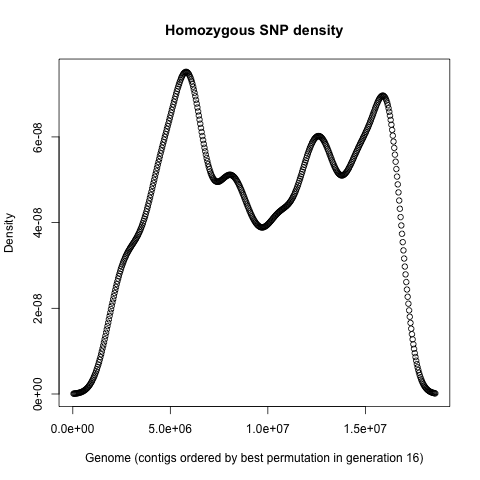 Homozygous SNP density
Density
6e-08
4e-08
2e-08
0e+00
0.0e+00 5.0e+06 1.0e+07 1.5e+07
Genome (contigs ordered by best permutation in generation 16)